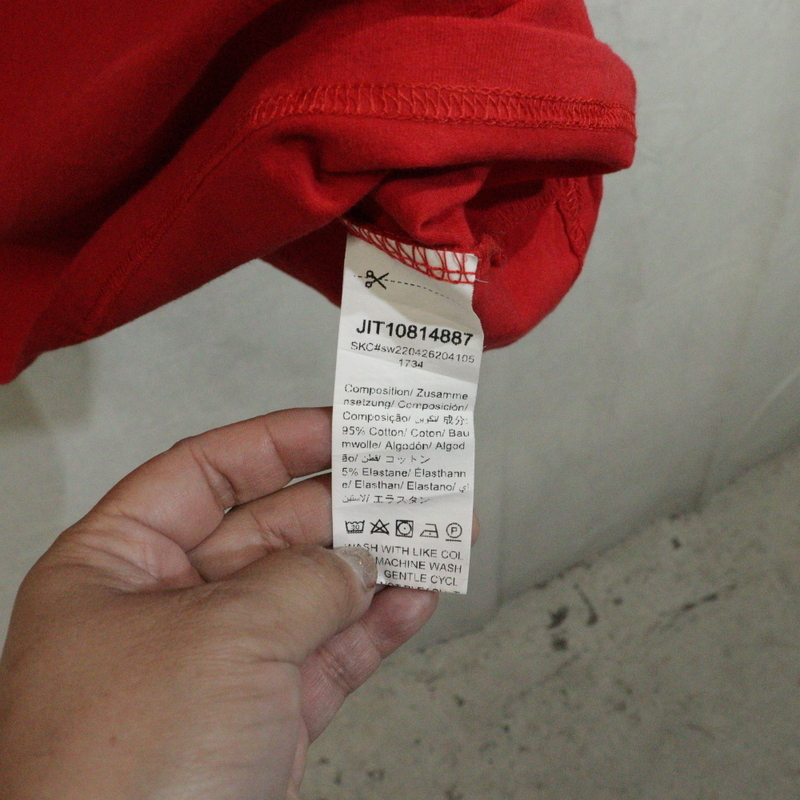 JIT10814887
SKC#sw220426204105
1734
Composition/ Zusamme
nsetzung/ Composición/
Composição/ تكوين/ 成分:
95% Cotton/ Coton/ Bau
mwolle/ Algodón/ Algod
ão/ قطن/ コットン
5% Elastane/ Élasthann
e/ Elasthan/ Elastano/
エラスタン
30
P
WASH WITH LIKE COL
MACHINE WASH
GENTLE CYCL